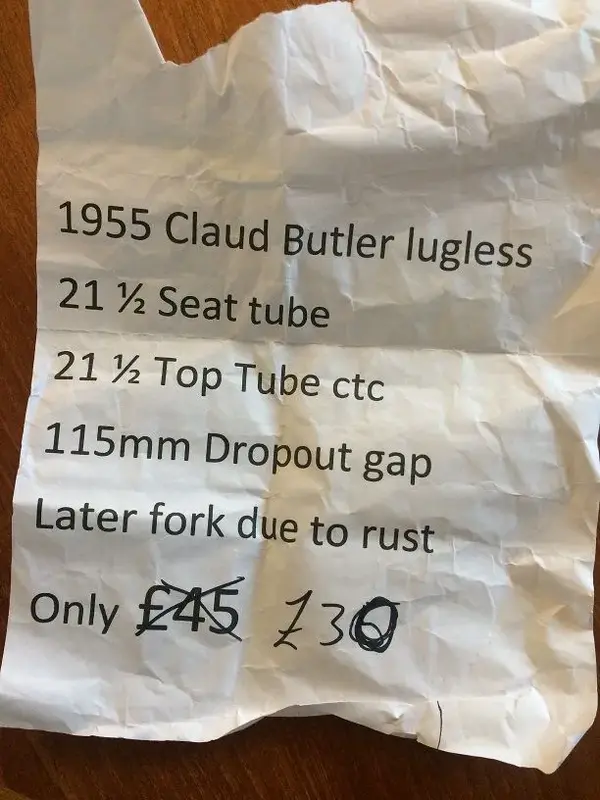 1955 Claud Butler lugless
21 ½ Seat tube
21 ½ Top Tube ctc
115mm Dropout gap
Later fork due to rust
Only £45 £30